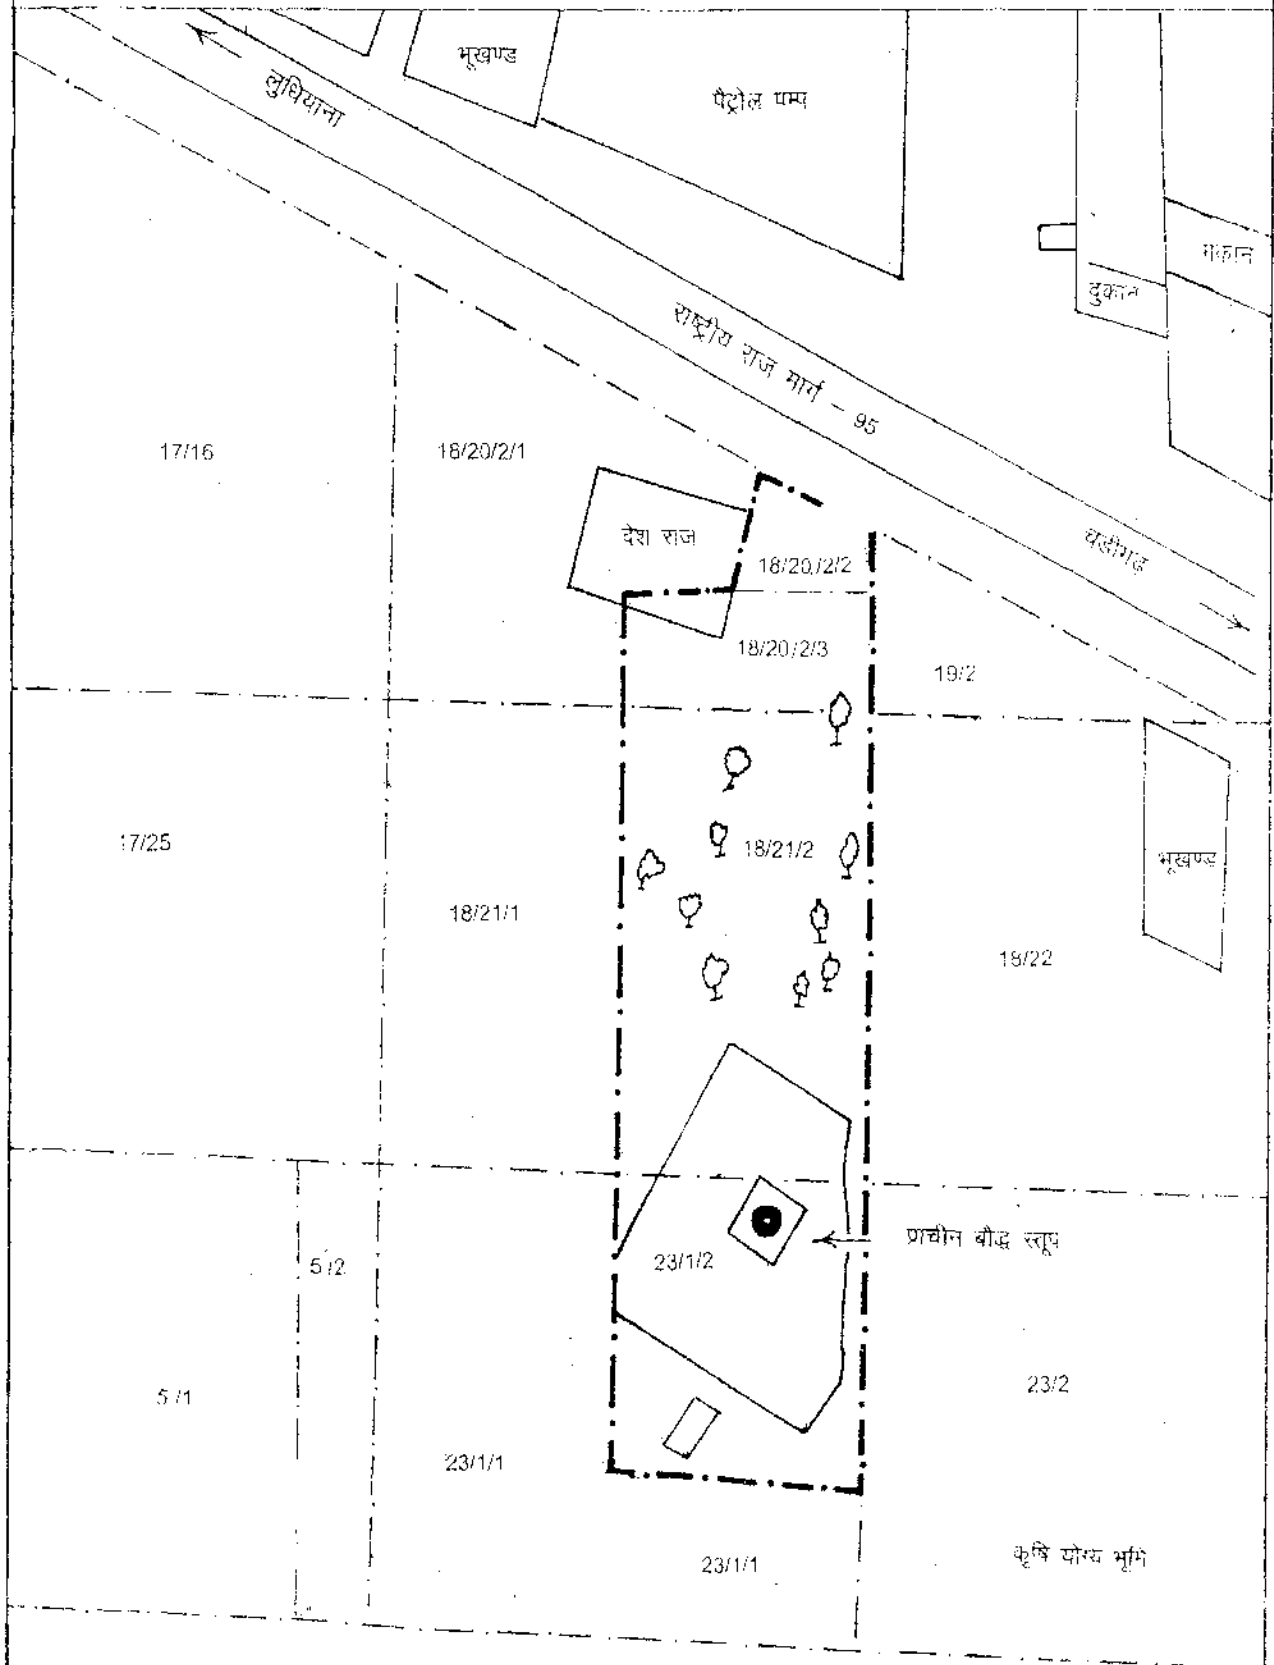 भूखण्ड
पैट्रोल पम्प
लुधियाना
मकान
दुकान
राष्ट्रीय राज मार्ग - 95
17/16
18/20/2/1
देश राज
18/20/2/2
चडीगढ़
18/20/2/3
19/2
17/25
18/21/2
भूखण्ड
18/21/1
18/22
प्राचीन बौद्ध स्तूप
23/1/2
5/2
5/1
23/2
23/1/1
23/1/1
कृषि योग्य भूमि